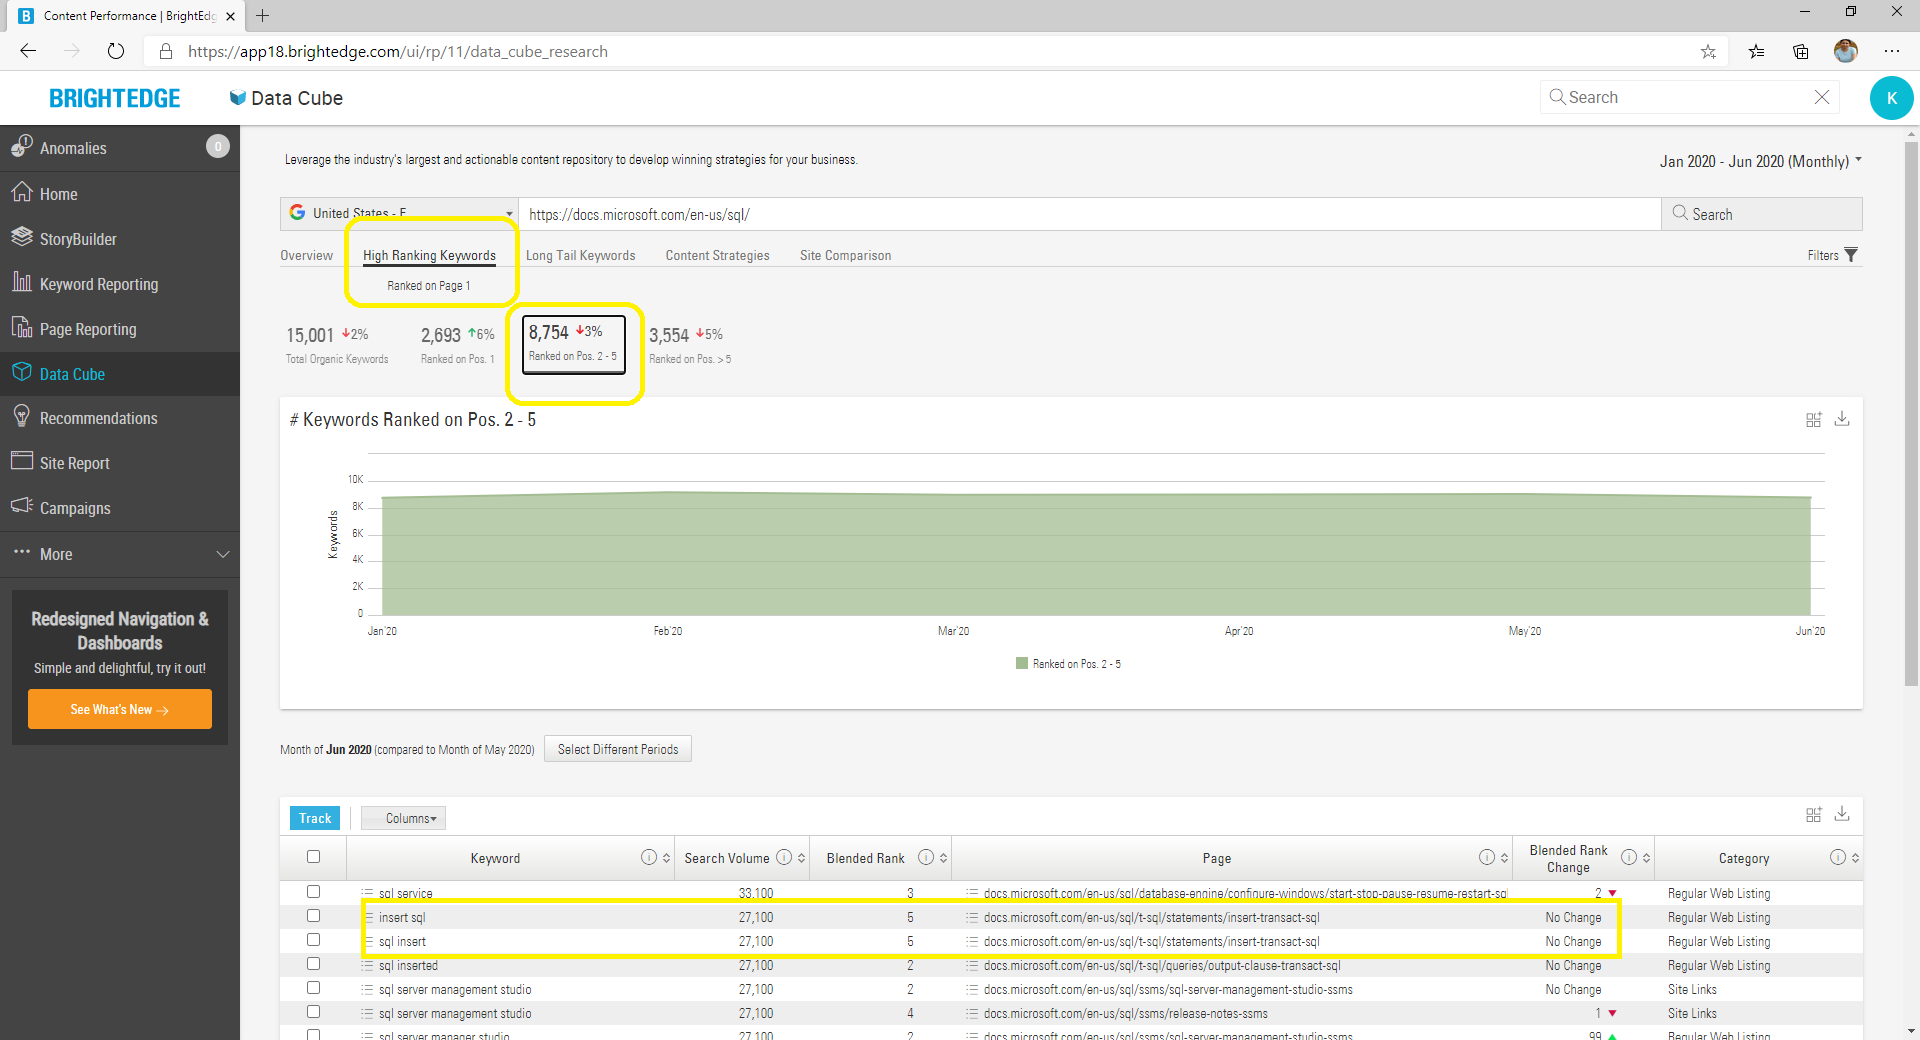 Content Performance | BrightEdg
https://app18.brightedge.com/ui/rp/11/data_cube_research
BRIGHTEDGE
Data Cube
Search
K
Anomalies
0
Home
StoryBuilder
Keyword Reporting
Page Reporting
Data Cube
Recommendations
Site Report
Campaigns
More
Redesigned Navigation &
Dashboards
Simple and delightful, try it out!
See What's New →
Leverage the industry's largest and actionable content repository to develop winning strategies for your business.
Jan 2020 - Jun 2020 (Monthly)
United States -
https://docs.microsoft.com/en-us/sql/
Search
Overview High Ranking Keywords Long Tail Keywords Content Strategies Site Comparison Filters
Ranked on Page 1
15,001 2% 2,693 6% 8,754 3% 3,554 5%
Total Organic Keywords Ranked on Pos. 1 Ranked on Pos. 2 - 5 Ranked on Pos. > 5
# Keywords Ranked on Pos. 2 - 5
Keywords
10K
8K
6K
4K
2K
0
Jan'20 Feb'20 Mar'20 Apr'20 May'20 Jun'20
Ranked on Pos. 2 - 5
Month of Jun 2020 (compared to Month of May 2020) Select Different Periods
Track Columns
Keyword Search Volume Blended Rank Page Blended Rank Change Category
sql service 33,100 3 docs.microsoft.com/en-us/sql/database-engine/configure-windows/start-stop-pause-resume-restart-sql 2 Regular Web Listing
insert sql 27,100 5 docs.microsoft.com/en-us/sql/t-sql/statements/insert-transact-sql No Change Regular Web Listing
sql insert 27,100 5 docs.microsoft.com/en-us/sql/t-sql/statements/insert-transact-sql No Change Regular Web Listing
sql inserted 27,100 2 docs.microsoft.com/en-us/sql/t-sql/queries/output-clause-transact-sql No Change Regular Web Listing
sql server management studio 27,100 2 docs.microsoft.com/en-us/sql/ssms/sql-server-management-studio-ssms No Change Site Links
sql server management studio 27,100 4 docs.microsoft.com/en-us/sql/ssms/release-notes-ssms 1 Site Links
sql server manager studio 27,100 2 docs.microsoft.com/en-us/sql/ssms/sql-server-management-studio-ssms 99 Regular Web Listing